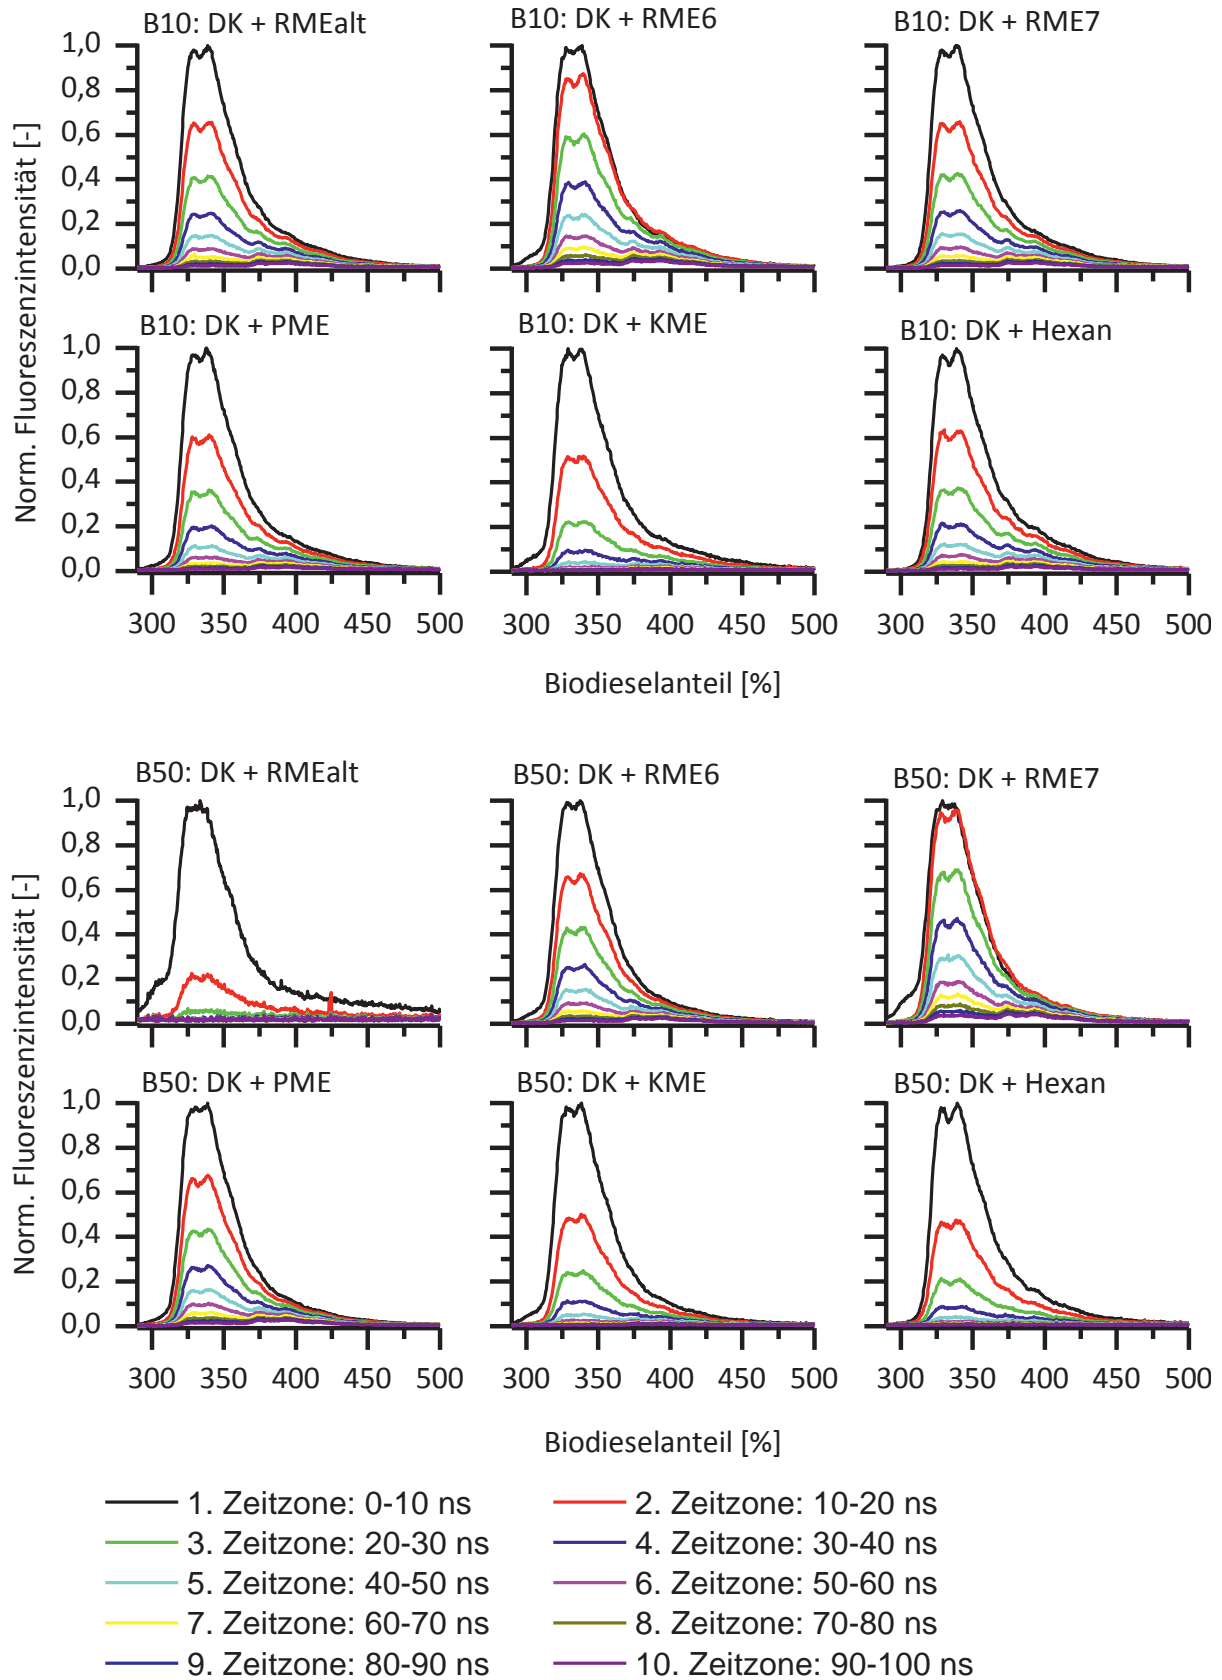 B10: DK + RMEalt B10: DK + RME6 B10: DK + RME7
1,0
0,8
0,6
0,4
0,2
0,0
B10: DK + PME B10: DK + KME B10: DK + Hexan
1,0
0,8
0,6
0,4
0,2
0,0
Norm. Fluoreszenzintensität [-]
300 350 400 450 500 300 350 400 450 500 300 350 400 450 500
Biodieselanteil [%]
B50: DK + RMEalt B50: DK + RME6 B50: DK + RME7
1,0
0,8
0,6
0,4
0,2
0,0
B50: DK + PME B50: DK + KME B50: DK + Hexan
1,0
0,8
0,6
0,4
0,2
0,0
Norm. Fluoreszenzintensität [-]
300 350 400 450 500 300 350 400 450 500 300 350 400 450 500
Biodieselanteil [%]
1. Zeitzone: 0-10 ns 2. Zeitzone: 10-20 ns
3. Zeitzone: 20-30 ns 4. Zeitzone: 30-40 ns
5. Zeitzone: 40-50 ns 6. Zeitzone: 50-60 ns
7. Zeitzone: 60-70 ns 8. Zeitzone: 70-80 ns
9. Zeitzone: 80-90 ns 10. Zeitzone: 90-100 ns